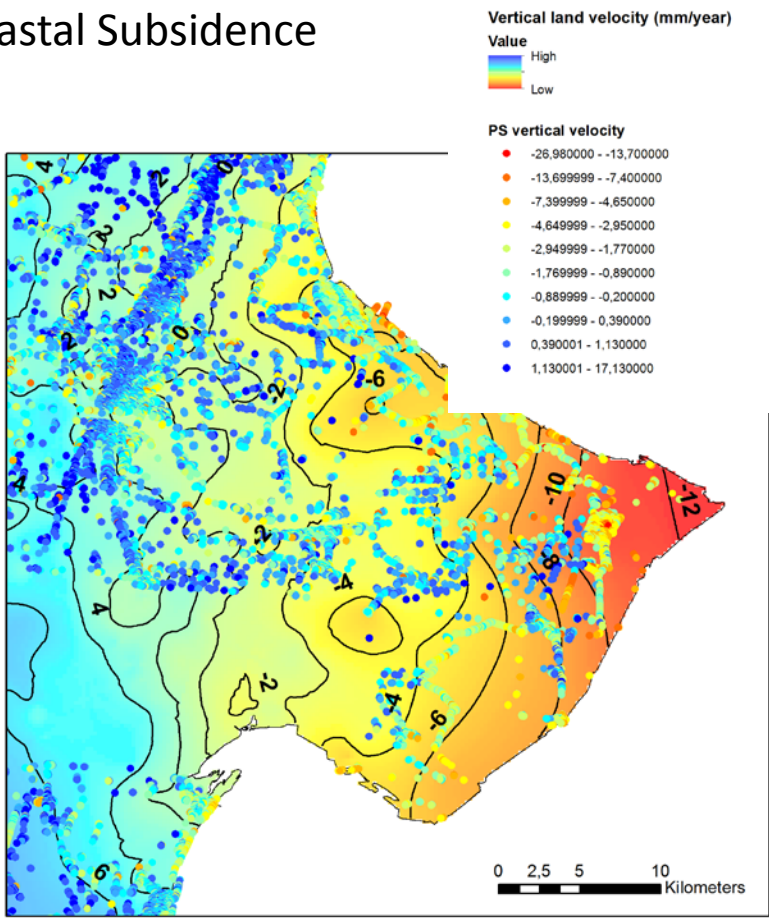 astal Subsidence
Vertical land velocity (mm/year)
Value
High
Low
PS vertical velocity
-26,980000 - -13,700000
-13,699999 - -7,400000
-7,399999 - -4,650000
-4,649999 - -2,950000
-2,949999 - -1,770000
-1,769999 - -0,890000
-0,889999 - -0,200000
-0,199999 - 0,390000
0,390001 - 1,130000
1,130001 - 17,130000
4
2
0
2
2
2
0
-2
-6
4
-10
-12
-2
-8
-4
4
-2
-4
-6
6
0 2,5 5 10
Kilometers